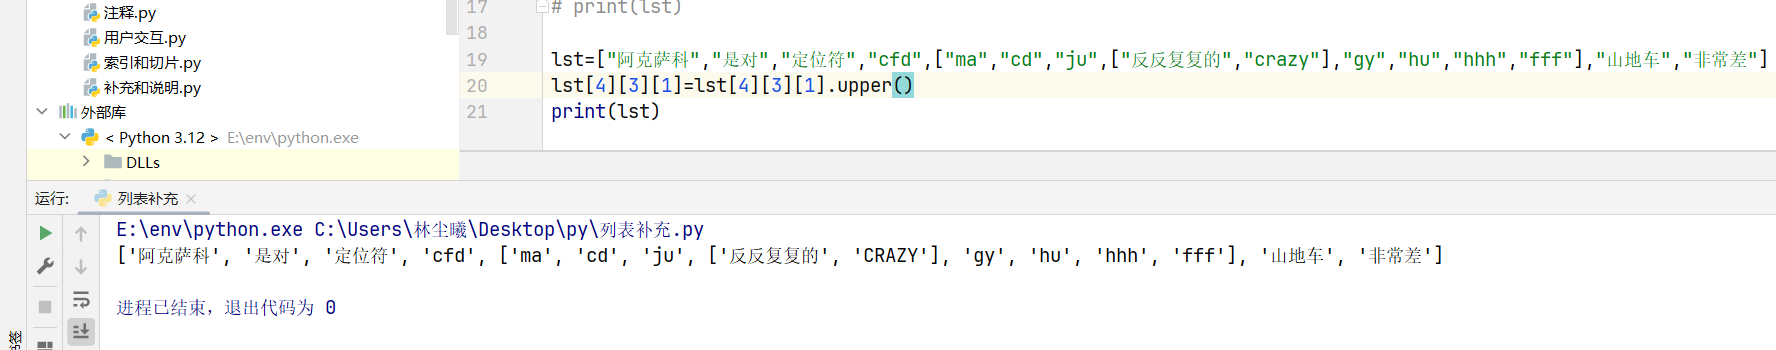 注释.py
用户交互.py
索引和切片.py
补充和说明.py
外部库
< Python 3.12 > E:\env\python.exe
DLLs
17 # print(lst)
18
19 lst=["阿克萨科","是对","定位符","cfd",["ma","cd","ju",["反反复复的","crazy"],"gy","hu","hhh","fff"],"山地车","非常差"]
20 lst[4][3][1]=lst[4][3][1].upper()
21 print(lst)
运行: 列表补充
E:\env\python.exe C:\Users\林尘曦\Desktop\py\列表补充.py
['阿克萨科', '是对', '定位符', 'cfd', ['ma', 'cd', 'ju', ['反反复复的', 'CRAZY'], 'gy', 'hu', 'hhh', 'fff'], '山地车', '非常差']
进程已结束，退出代码为 0